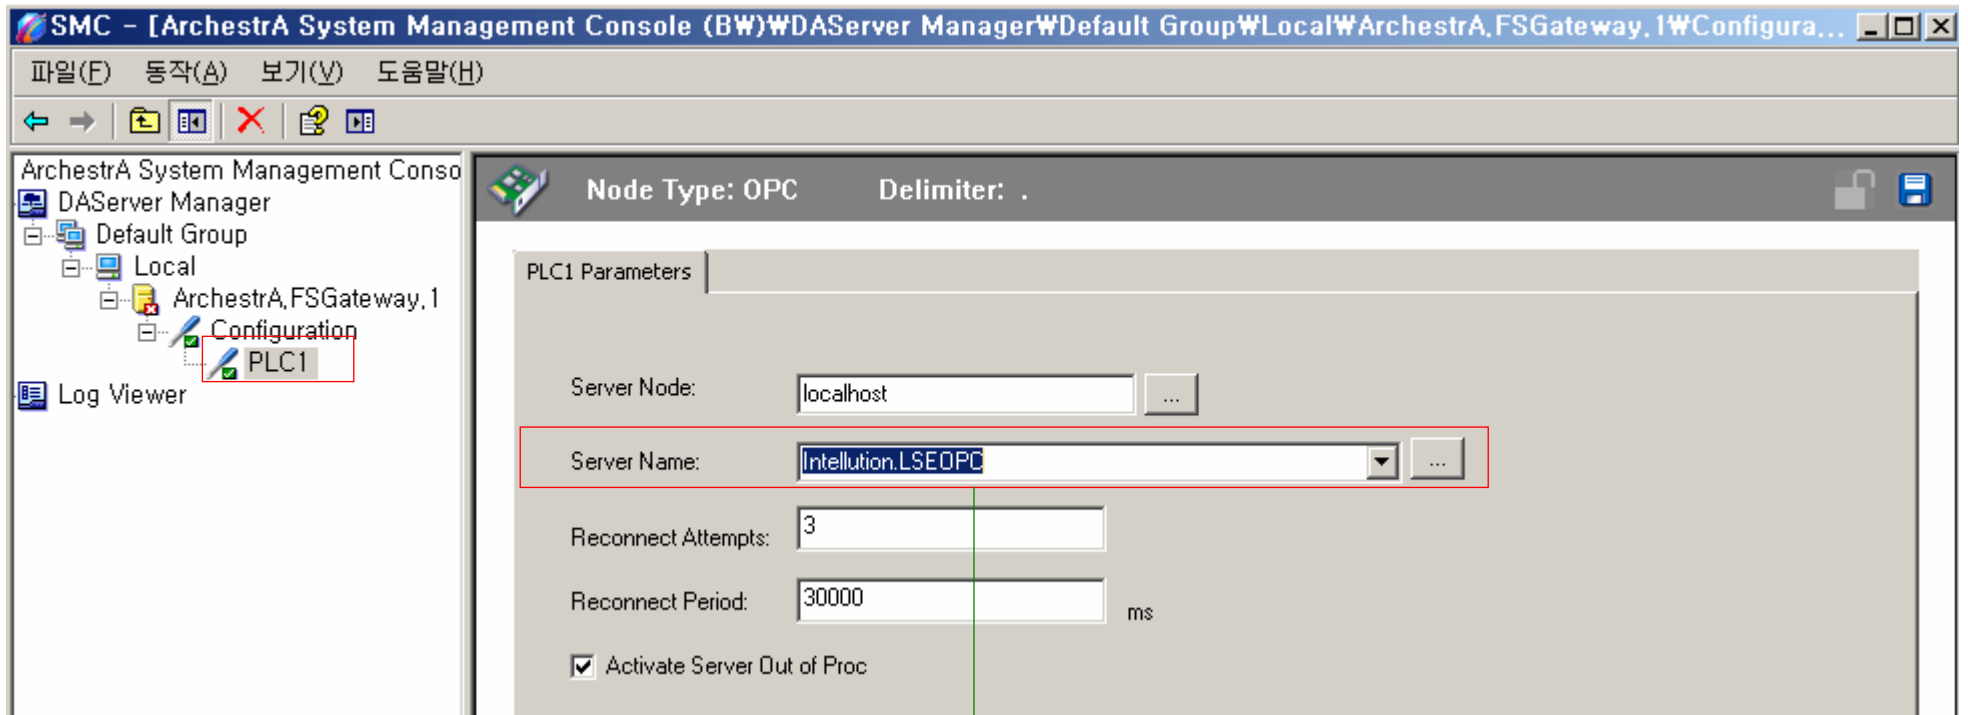 SMC - [ArchestrA System Management Console (BW)₩DAServer Manager₩Default Group₩Local₩ArchestrA.FSGateway.1₩Configura...
파일(F) 동작(A) 보기(V) 도움말(H)
ArchestrA System Management Conso
DAServer Manager
Default Group
Local
ArchestrA.FSGateway.1
Configuration
PLC1
Log Viewer
Node Type: OPC Delimiter: .
PLC1 Parameters
Server Node: localhost ...
Server Name: Intellution.LSEOPC ...
Reconnect Attempts: 3
Reconnect Period: 30000 ms
Activate Server Out of Proc